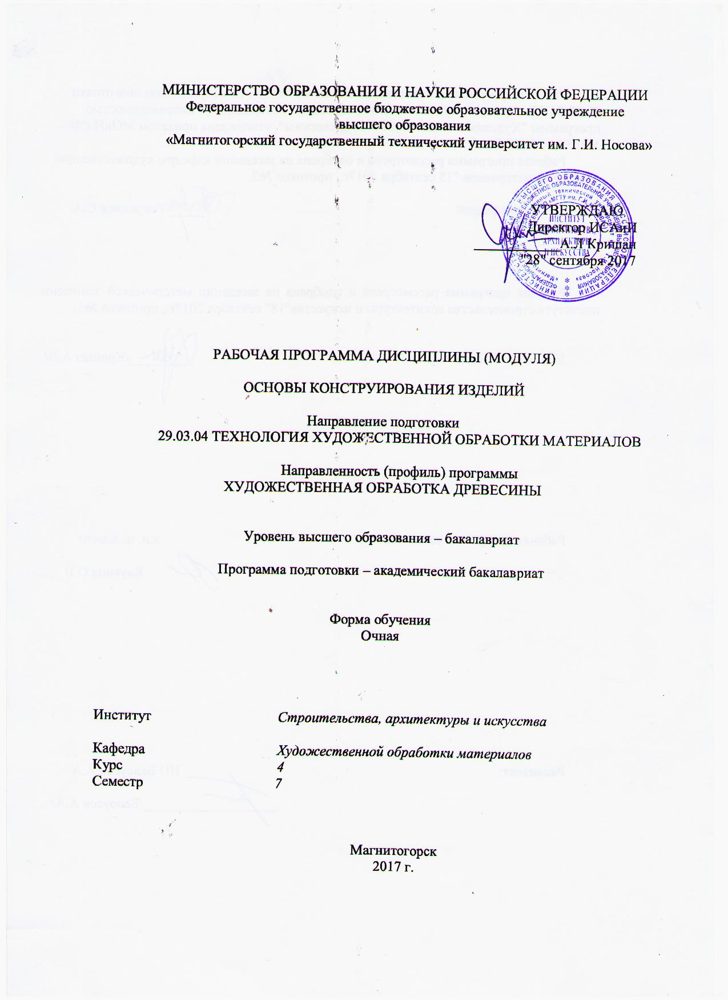 МИНИСТЕРСТВО ОБРАЗОВАНИЯ И НАУКИ РОССИЙСКОЙ ФЕДЕРАЦИИ
Федеральное государственное бюджетное образовательное учреждение
высшего образования
«Магнитогорский государственный технический университет им. Г.И. Носова»
УТВЕРЖДАЮ
Директор ИСАиИ
А.Л Кришан
"28" сентября 2017
РАБОЧАЯ ПРОГРАММА ДИСЦИПЛИНЫ (МОДУЛЯ)
ОСНОВЫ КОНСТРУИРОВАНИЯ ИЗДЕЛИЙ
Направление подготовки
29.03.04 ТЕХНОЛОГИЯ ХУДОЖЕСТВЕННОЙ ОБРАБОТКИ МАТЕРИАЛОВ
Направленность (профиль) программы
ХУДОЖЕСТВЕННАЯ ОБРАБОТКА ДРЕВЕСИНЫ
Уровень высшего образования – бакалавриат
Программа подготовки – академический бакалавриат
Форма обучения
Очная
Институт Строительства, архитектуры и искусства
Кафедра Художественной обработки материалов
Курс 4
Семестр 7
Магнитогорск
2017 г.